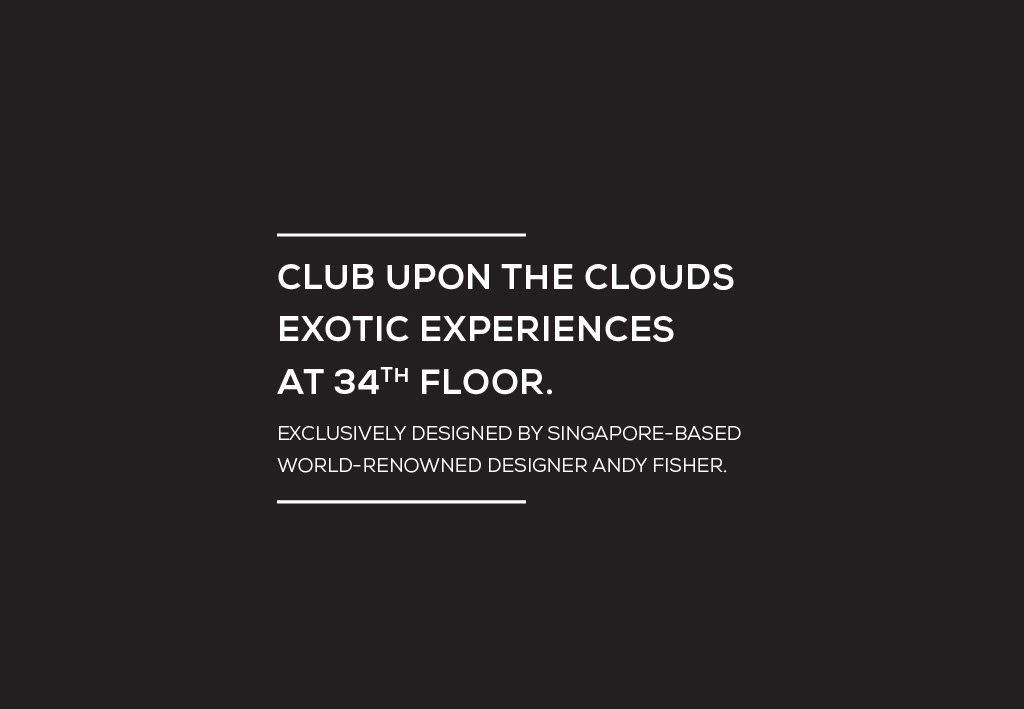 CLUB UPON THE CLOUDS
EXOTIC EXPERIENCES
AT 34TH FLOOR.
EXCLUSIVELY DESIGNED BY SINGAPORE-BASED
WORLD-RENOWNED DESIGNER ANDY FISHER.